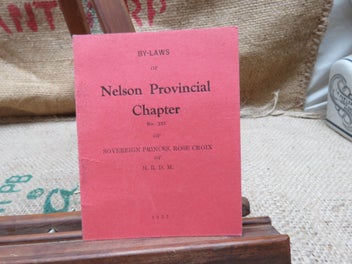 BY-LAWS
OF
Nelson Provincial
Chapter
OF
SOVEREIGN PRINCES, ROSE CROIX
OF
H. R. D. M.